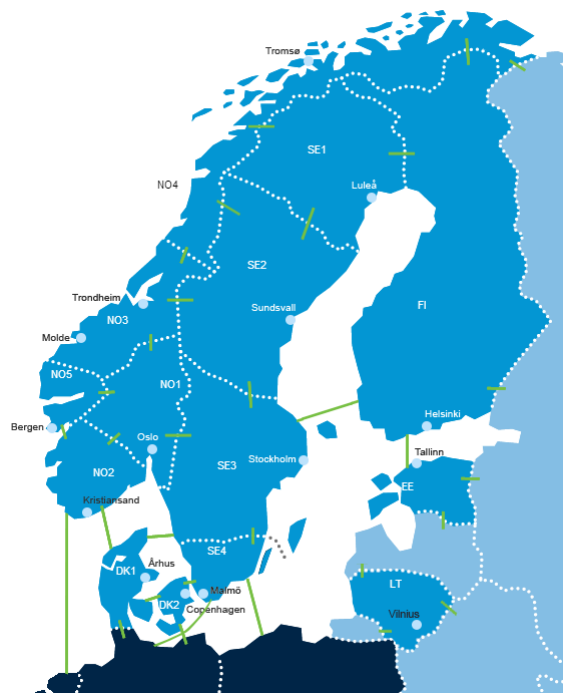 Tromsø
SE1
NO4
Luleå
SE2
Trondheim
FI
Sundsvall
NO3
Molde
NO5
NO1
Helsinki
Bergen
Oslo
Stockholm
SE3
Tallinn
NO2
EE
Kristiansand
SE4
Århus
DK1
LT
Malmö
DK2
Copenhagen
Vilnius